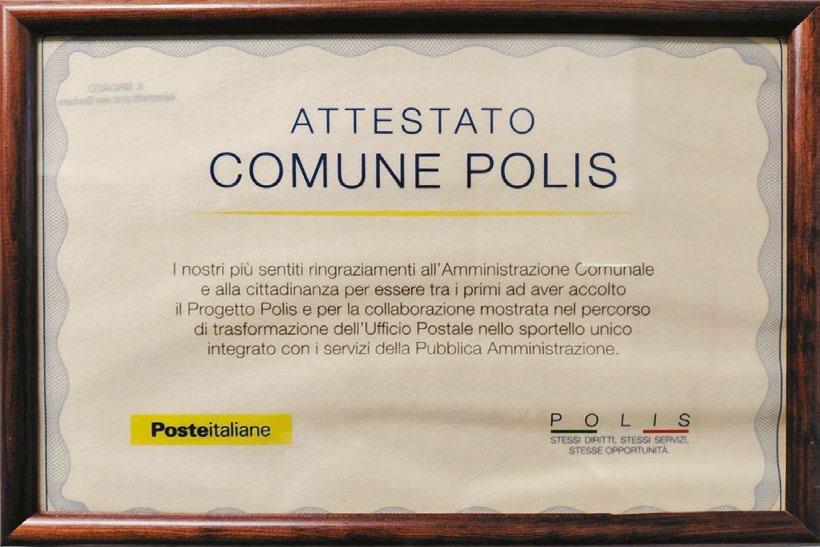 IL SINDACO
ATTESTATO
COMUNE POLIS
I nostri più sentiti ringraziamenti all'Amministrazione Comunale
e alla cittadinanza per essere tra i primi ad aver accolto
il Progetto Polis e per la collaborazione mostrata nel percorso
di trasformazione dell'Ufficio Postale nello sportello unico
integrato con i servizi della Pubblica Amministrazione.
Posteitaliane
POLIS
STESSI DIRITTI, STESSI SERVIZI,
STESSE OPPORTUNITÀ.